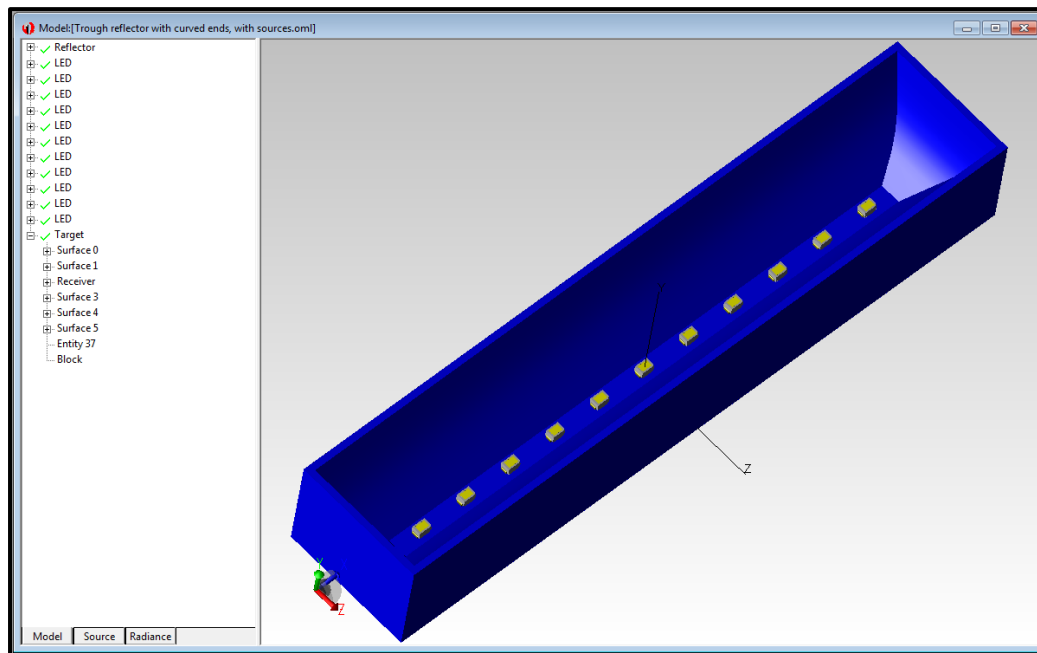 Model:[Trough reflector with curved ends, with sources.oml]
Reflector
LED
LED
LED
LED
LED
LED
LED
LED
LED
LED
LED
Target
Surface 0
Surface 1
Receiver
Surface 3
Surface 4
Surface 5
Entity 37
Block
Z
Z
Model Source Radiance